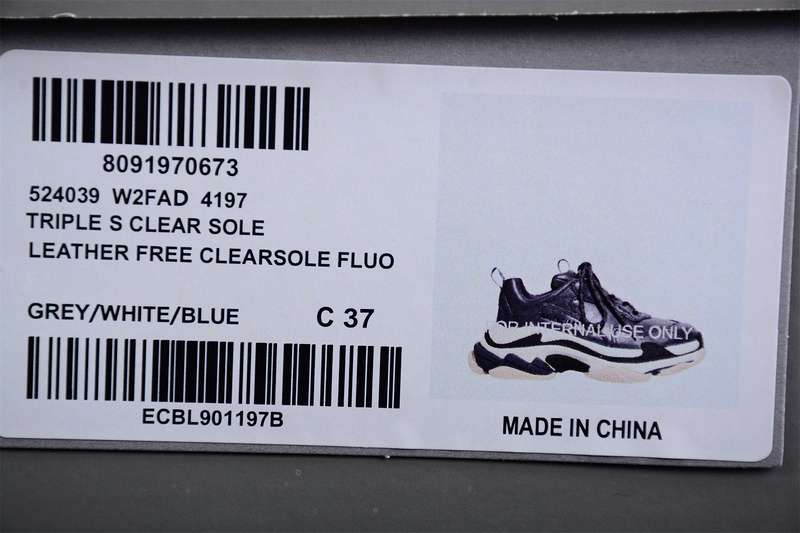 8091970673
524039 W2FAD 4197
TRIPLE S CLEAR SOLE
LEATHER FREE CLEARSOLE FLUO
GREY/WHITE/BLUE C 37
ECBL901197B
OR INTERNAL USE ONLY
MADE IN CHINA